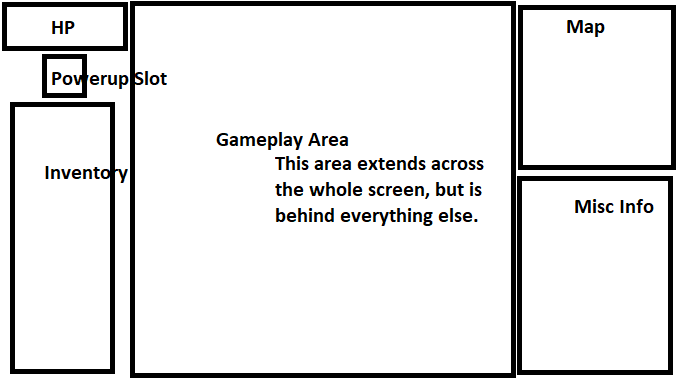 HP
Powerup Slot
Inventory
Gameplay Area
This area extends across
the whole screen, but is
behind everything else.
Map
Misc Info